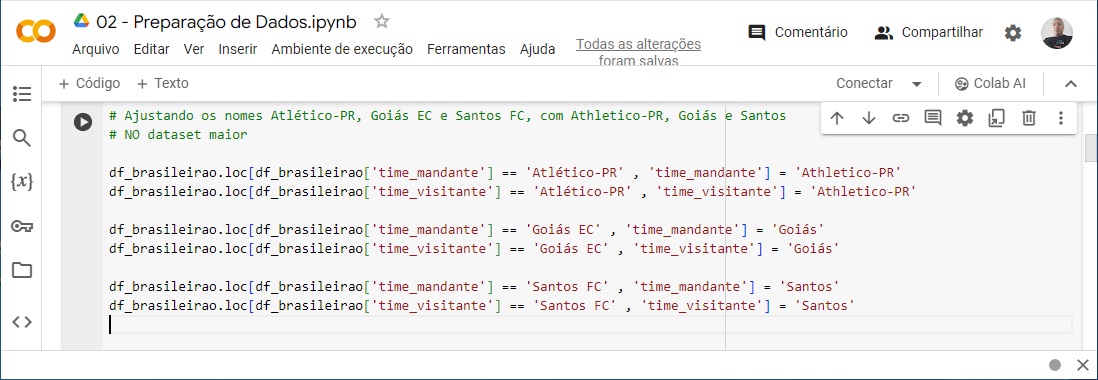 02 - Preparação de Dados.ipynb
Arquivo Editar Ver Inserir Ambiente de execução Ferramentas Ajuda Todas as alterações
foram salvas
Comentário Compartilhar
+ Código + Texto Conectar Colab AI
# Ajustando os nomes Atlético-PR, Goiás EC e Santos FC, com Athletico-PR, Goiás e Santos
# NO dataset maior
df_brasileirao.loc[df_brasileirao['time_mandante'] == 'Atlético-PR' , 'time_mandante'] = 'Athletico-PR'
df_brasileirao.loc[df_brasileirao['time_visitante'] == 'Atlético-PR' , 'time_visitante'] = 'Athletico-PR'
df_brasileirao.loc[df_brasileirao['time_mandante'] == 'Goiás EC' , 'time_mandante'] = 'Goiás'
df_brasileirao.loc[df_brasileirao['time_visitante'] == 'Goiás EC' , 'time_visitante'] = 'Goiás'
df_brasileirao.loc[df_brasileirao['time_mandante'] == 'Santos FC' , 'time_mandante'] = 'Santos'
df_brasileirao.loc[df_brasileirao['time_visitante'] == 'Santos FC' , 'time_visitante'] = 'Santos'